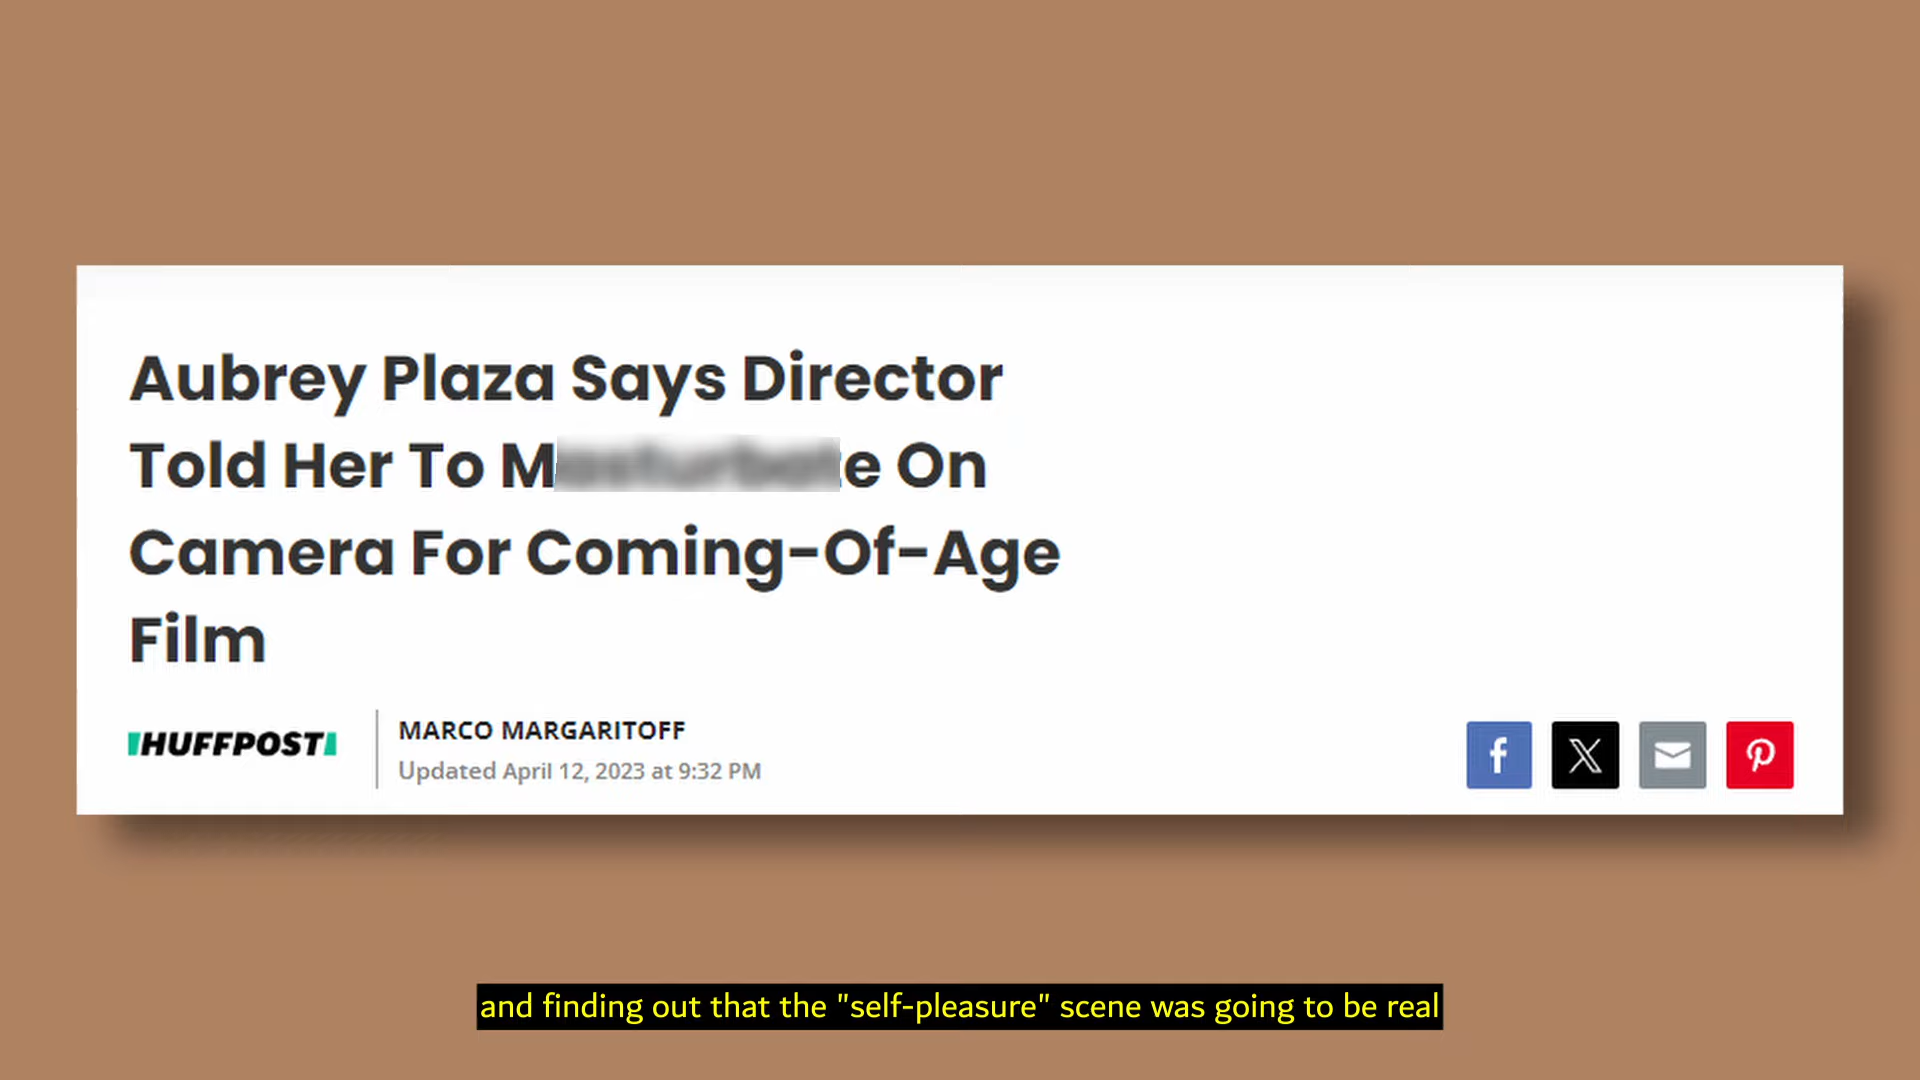 Aubrey Plaza Says Director
Told Her To M e On
Camera For Coming-Of-Age
Film
HUFFPOST
MARCO MARGARITOFF
Updated April 12, 2023 at 9:32 PM
and finding out that the "self-pleasure" scene was going to be real